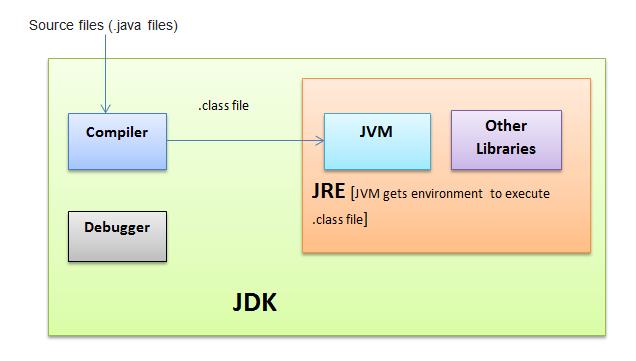 Source files (.java files)
.class file
Compiler
JVM
Other
Libraries
JRE [JVM gets environment to execute
.class file]
Debugger
JDK